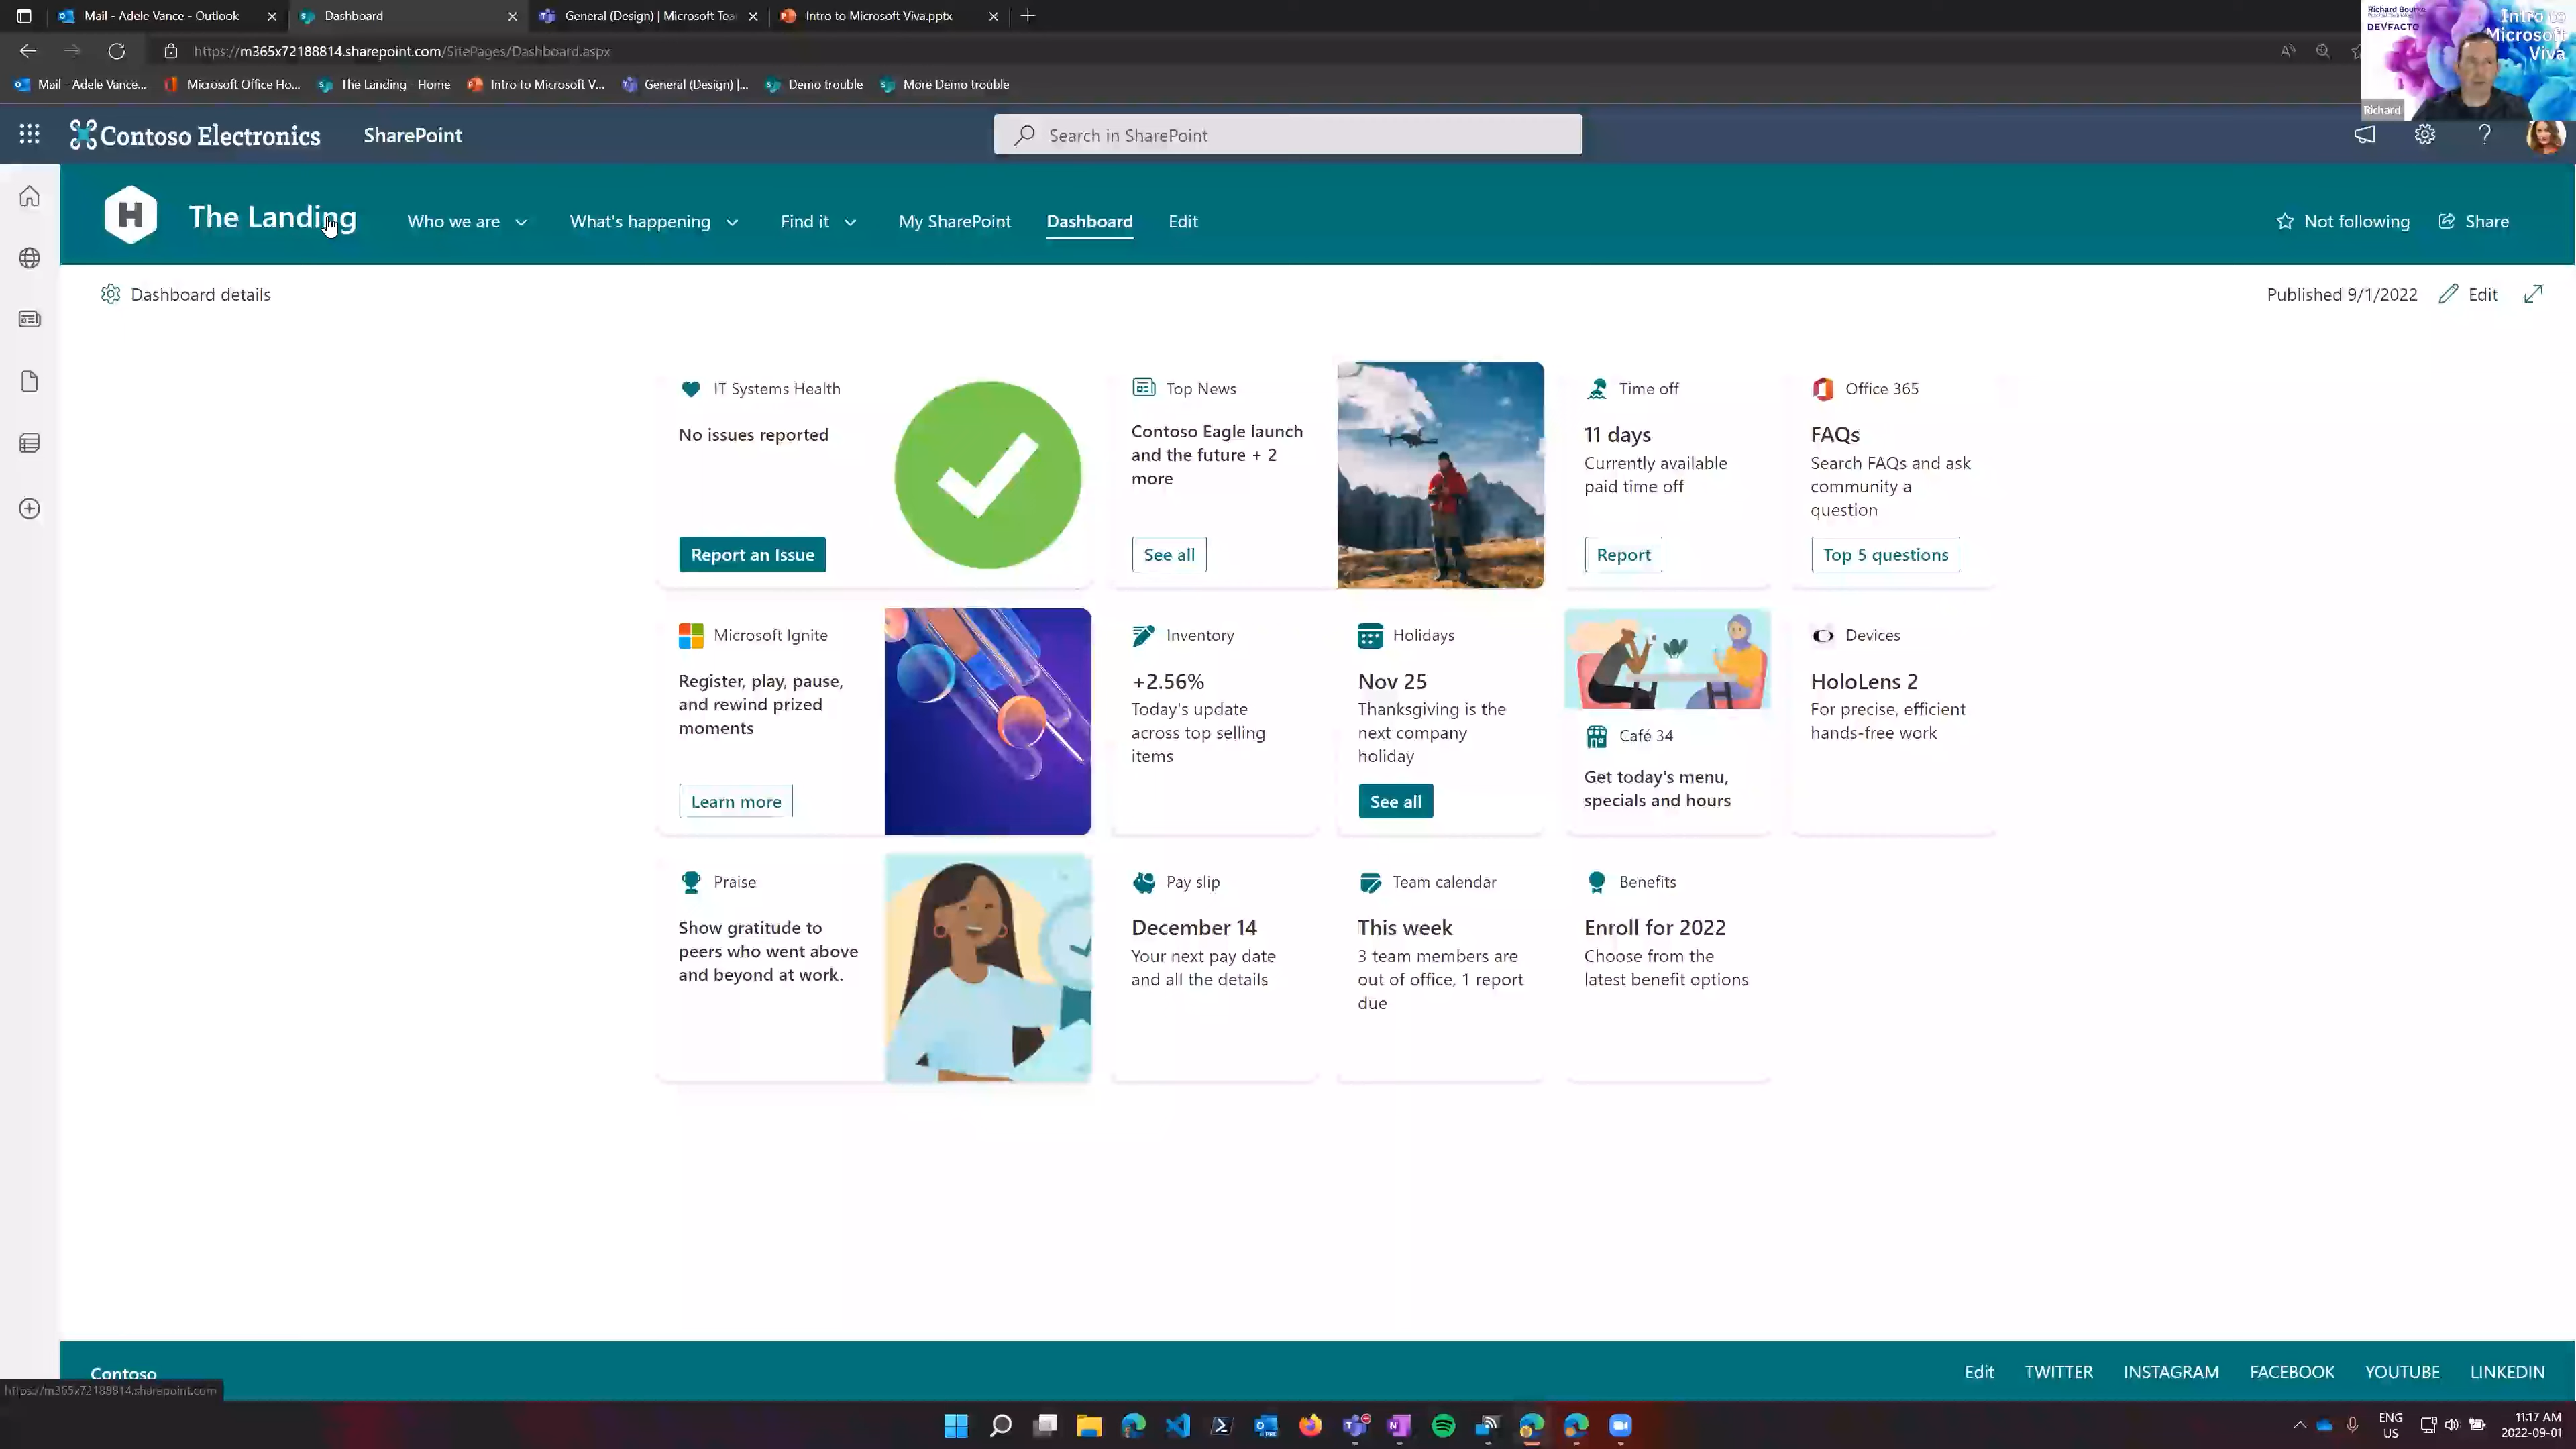 Mail - Adele Vance - Outlook
Dashboard
General (Design) | Microsoft Tea
Intro to Microsoft Viva.pptx
https://m365x72188814.sharepoint.com/SitePages/Dashboard.aspx
Mail - Adele Vance...
Microsoft Office Ho...
The Landing - Home
Intro to Microsoft V...
General (Design) |...
Demo trouble
More Demo trouble
Richard Bourke
DEVFACTO
Intro to
Microsoft
Viva
Richard
Contoso Electronics
SharePoint
Search in SharePoint
H
The Landing
Who we are
What's happening
Find it
My SharePoint
Dashboard
Edit
Not following
Share
Dashboard details
Published 9/1/2022
Edit
IT Systems Health
No issues reported
Report an Issue
Top News
Contoso Eagle launch
and the future + 2
more
See all
Time off
11 days
Currently available
paid time off
Report
Office 365
FAQs
Search FAQs and ask
community a
question
Top 5 questions
Microsoft Ignite
Register, play, pause,
and rewind prized
moments
Learn more
Inventory
+2.56%
Today's update
across top selling
items
Holidays
Nov 25
Thanksgiving is the
next company
holiday
See all
Café 34
Get today's menu,
specials and hours
Devices
HoloLens 2
For precise, efficient
hands-free work
Praise
Show gratitude to
peers who went above
and beyond at work.
Pay slip
December 14
Your next pay date
and all the details
Team calendar
This week
3 team members are
out of office, 1 report
due
Benefits
Enroll for 2022
Choose from the
latest benefit options
Contoso
Edit
TWITTER
INSTAGRAM
FACEBOOK
YOUTUBE
LINKEDIN
https://m365x72188814.sharepoint.com
ENG
US
11:17 AM
2022-09-01